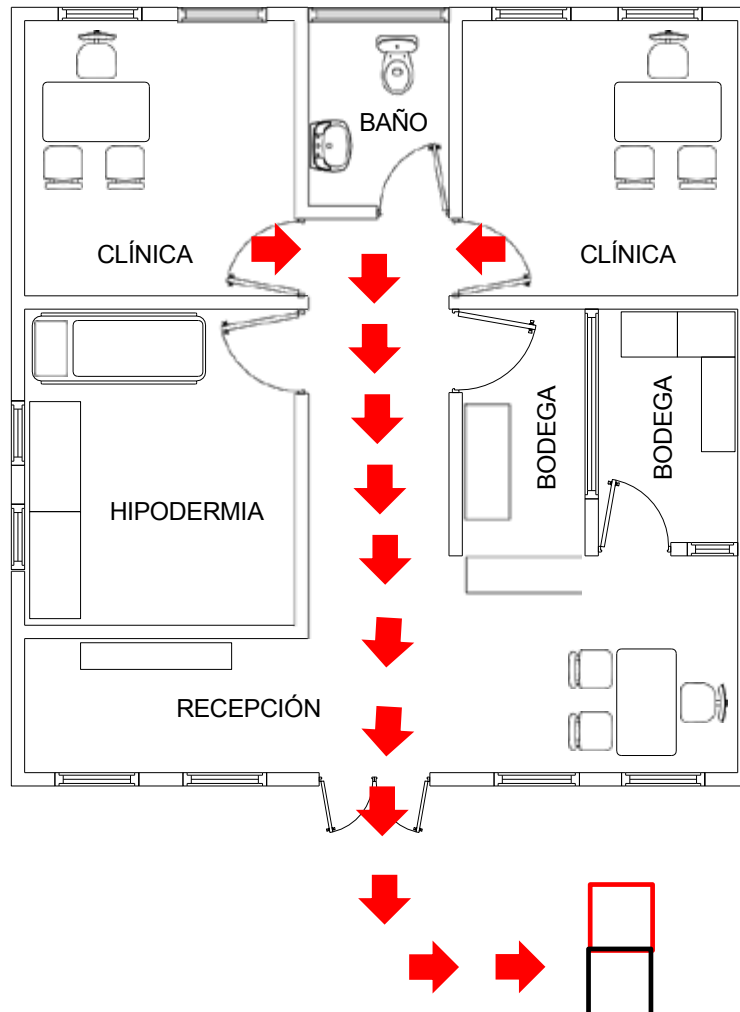 BAÑO
CLÍNICA
CLÍNICA
HIPODERMIA
BODEGA
BODEGA
RECEPCIÓN